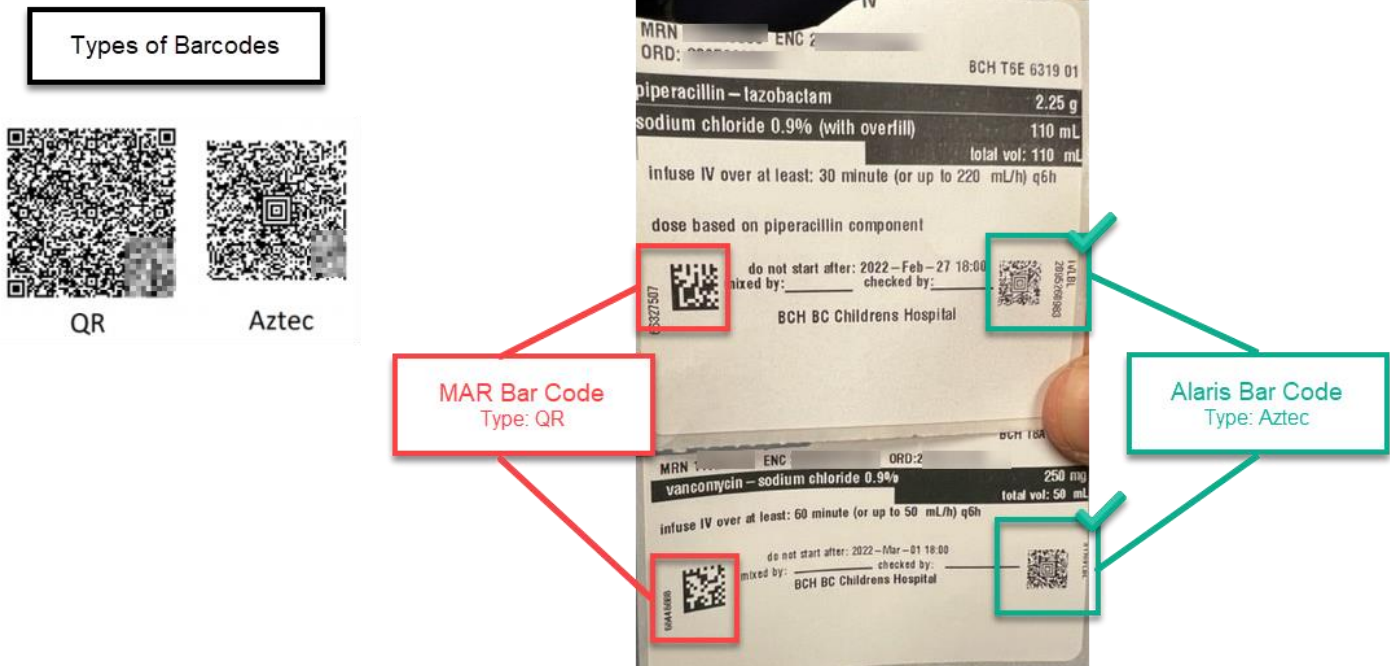 Types of Barcodes
QR
Aztec
MRN ENC 2
ORD:
BCH T6E 6319 01
piperacillin – tazobactam 2.25 g
sodium chloride 0.9% (with overfill) 110 mL
total vol: 110 mL
infuse IV over at least: 30 minute (or up to 220 mL/h) q6h
dose based on piperacillin component
do not start after: 2022–Feb–27 18:00
mixed by: checked by:
BCH BC Childrens Hospital
IVLBL
MAR Bar Code
Type: QR
Alaris Bar Code
Type: Aztec
MRN ENC ORD:2
vancomycin – sodium chloride 0.9% 250 mg
total vol: 50 mL
infuse IV over at least: 60 minute (or up to 50 mL/h) q6h
do not start after: 2022–Mar–01 18:00
mixed by: checked by:
BCH BC Childrens Hospital